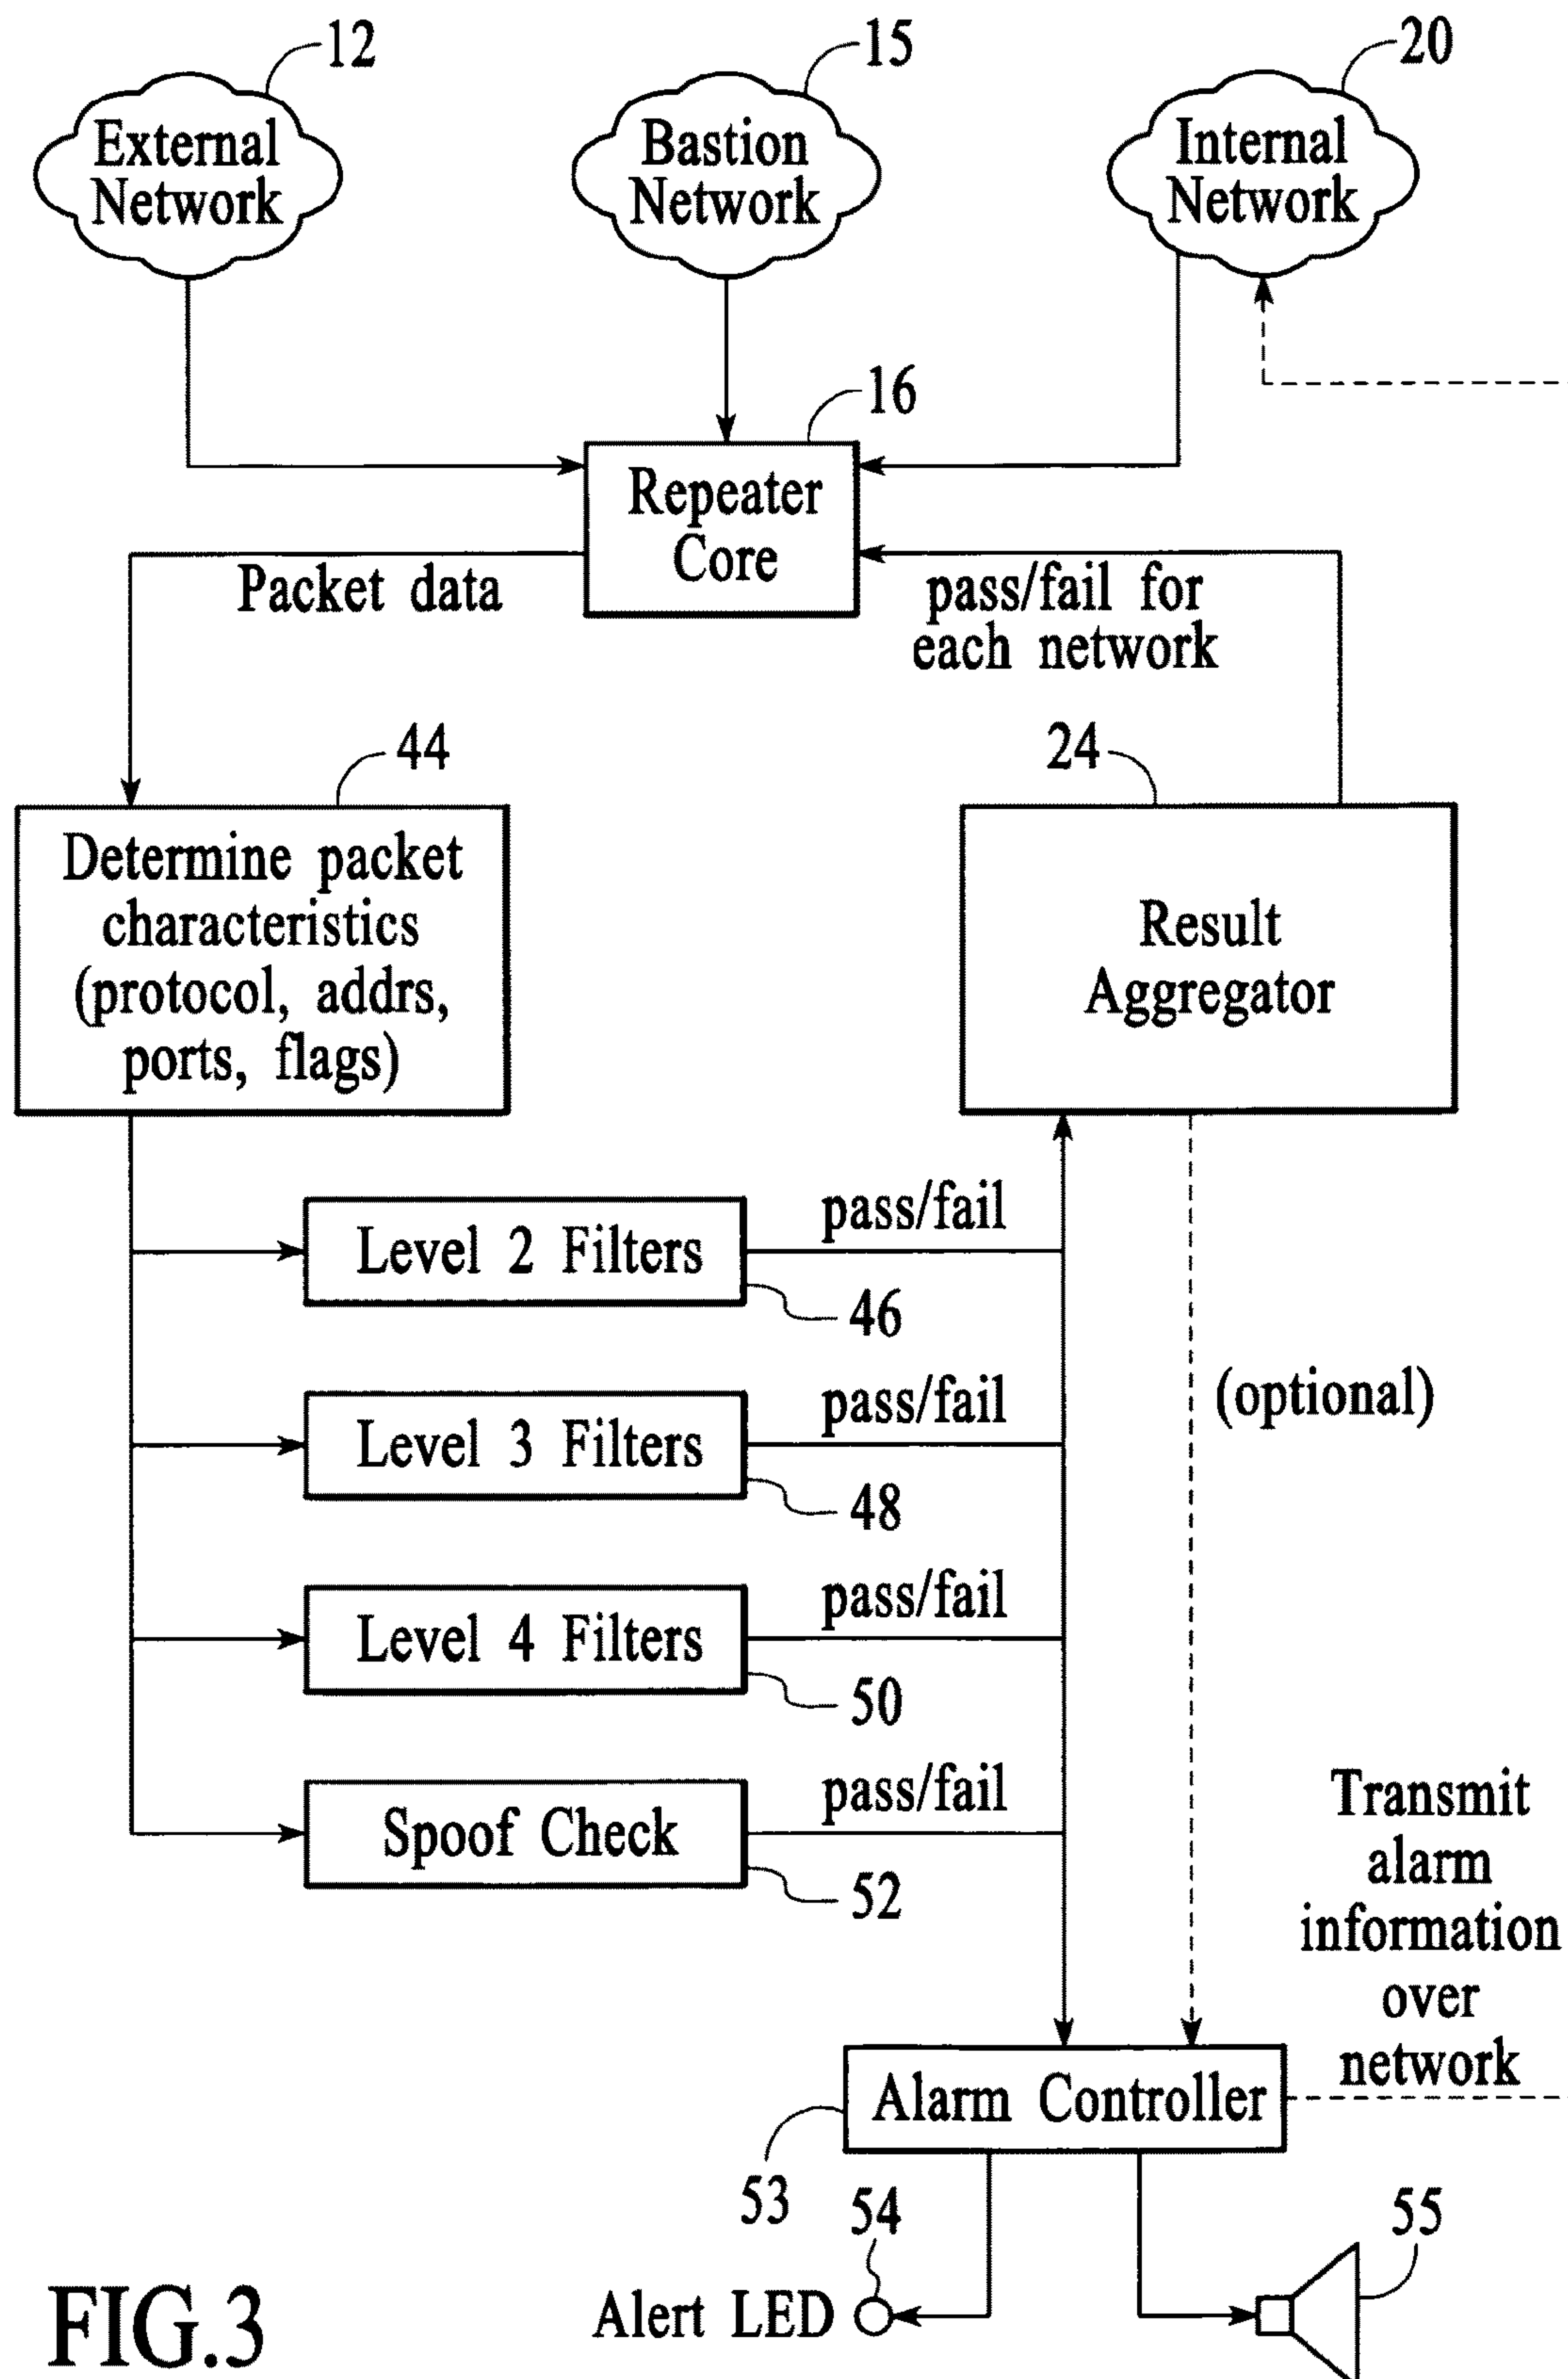 12
15
20
External
Network
Bastion
Network
Internal
Network
16
Repeater
Core
Packet data
pass/fail for
each network
44
24
Determine packet
characteristics
(protocol, addrs,
ports, flags)
Result
Aggregator
Level 2 Filters
pass/fail
46
Level 3 Filters
pass/fail
48
(optional)
Level 4 Filters
pass/fail
50
Spoof Check
pass/fail
52
Transmit
alarm
information
over
network
Alarm Controller
53
54
55
Alert LED
FIG.3